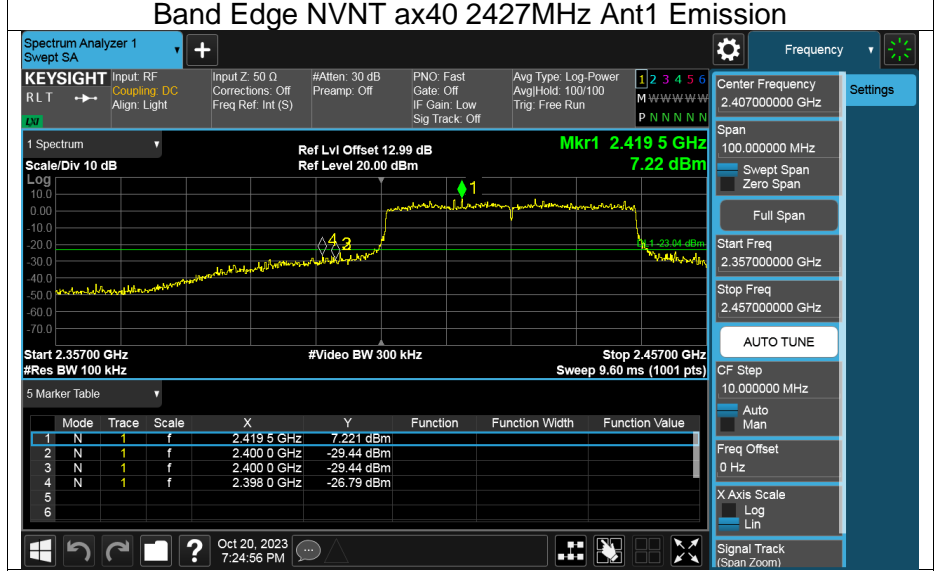 Band Edge NVNT ax40 2427MHz Ant1 Emission
Spectrum Analyzer 1
Swept SA
+
Frequency
KEYSIGHT Input: RF
Coupling: DC
Align: Light
RLT
LXI
Input Z: 50 Ω
Corrections: Off
Freq Ref: Int (S)
#Atten: 30 dB
Preamp: Off
PNO: Fast
Gate: Off
IF Gain: Low
Sig Track: Off
Avg Type: Log-Power
Avg|Hold: 100/100
Trig: Free Run
1 2 3 4 5 6
M W W W W W
P N N N N N
Center Frequency
2.407000000 GHz
Settings
1 Spectrum
Scale/Div 10 dB
Ref Lvl Offset 12.99 dB
Ref Level 20.00 dBm
Mkr1 2.419 5 GHz
7.22 dBm
Span
100.000000 MHz
Swept Span
Zero Span
Full Span
Start Freq
2.357000000 GHz
Stop Freq
2.457000000 GHz
AUTO TUNE
CF Step
10.000000 MHz
Auto
Man
Freq Offset
0 Hz
X Axis Scale
Log
Lin
Signal Track
(Span Zoom)
Log
10.0
0.00
-10.0
-20.0
-30.0
-40.0
-50.0
-60.0
-70.0
1
4
DL1 -23.04 dBm
Start 2.35700 GHz
#Res BW 100 kHz
#Video BW 300 kHz
Stop 2.45700 GHz
Sweep 9.60 ms (1001 pts)
5 Marker Table
Mode Trace Scale X Y Function Function Width Function Value
1 N 1 f 2.419 5 GHz 7.221 dBm
2 N 1 f 2.400 0 GHz -29.44 dBm
3 N 1 f 2.400 0 GHz -29.44 dBm
4 N 1 f 2.398 0 GHz -26.79 dBm
5
6
?
Oct 20, 2023
7:24:56 PM